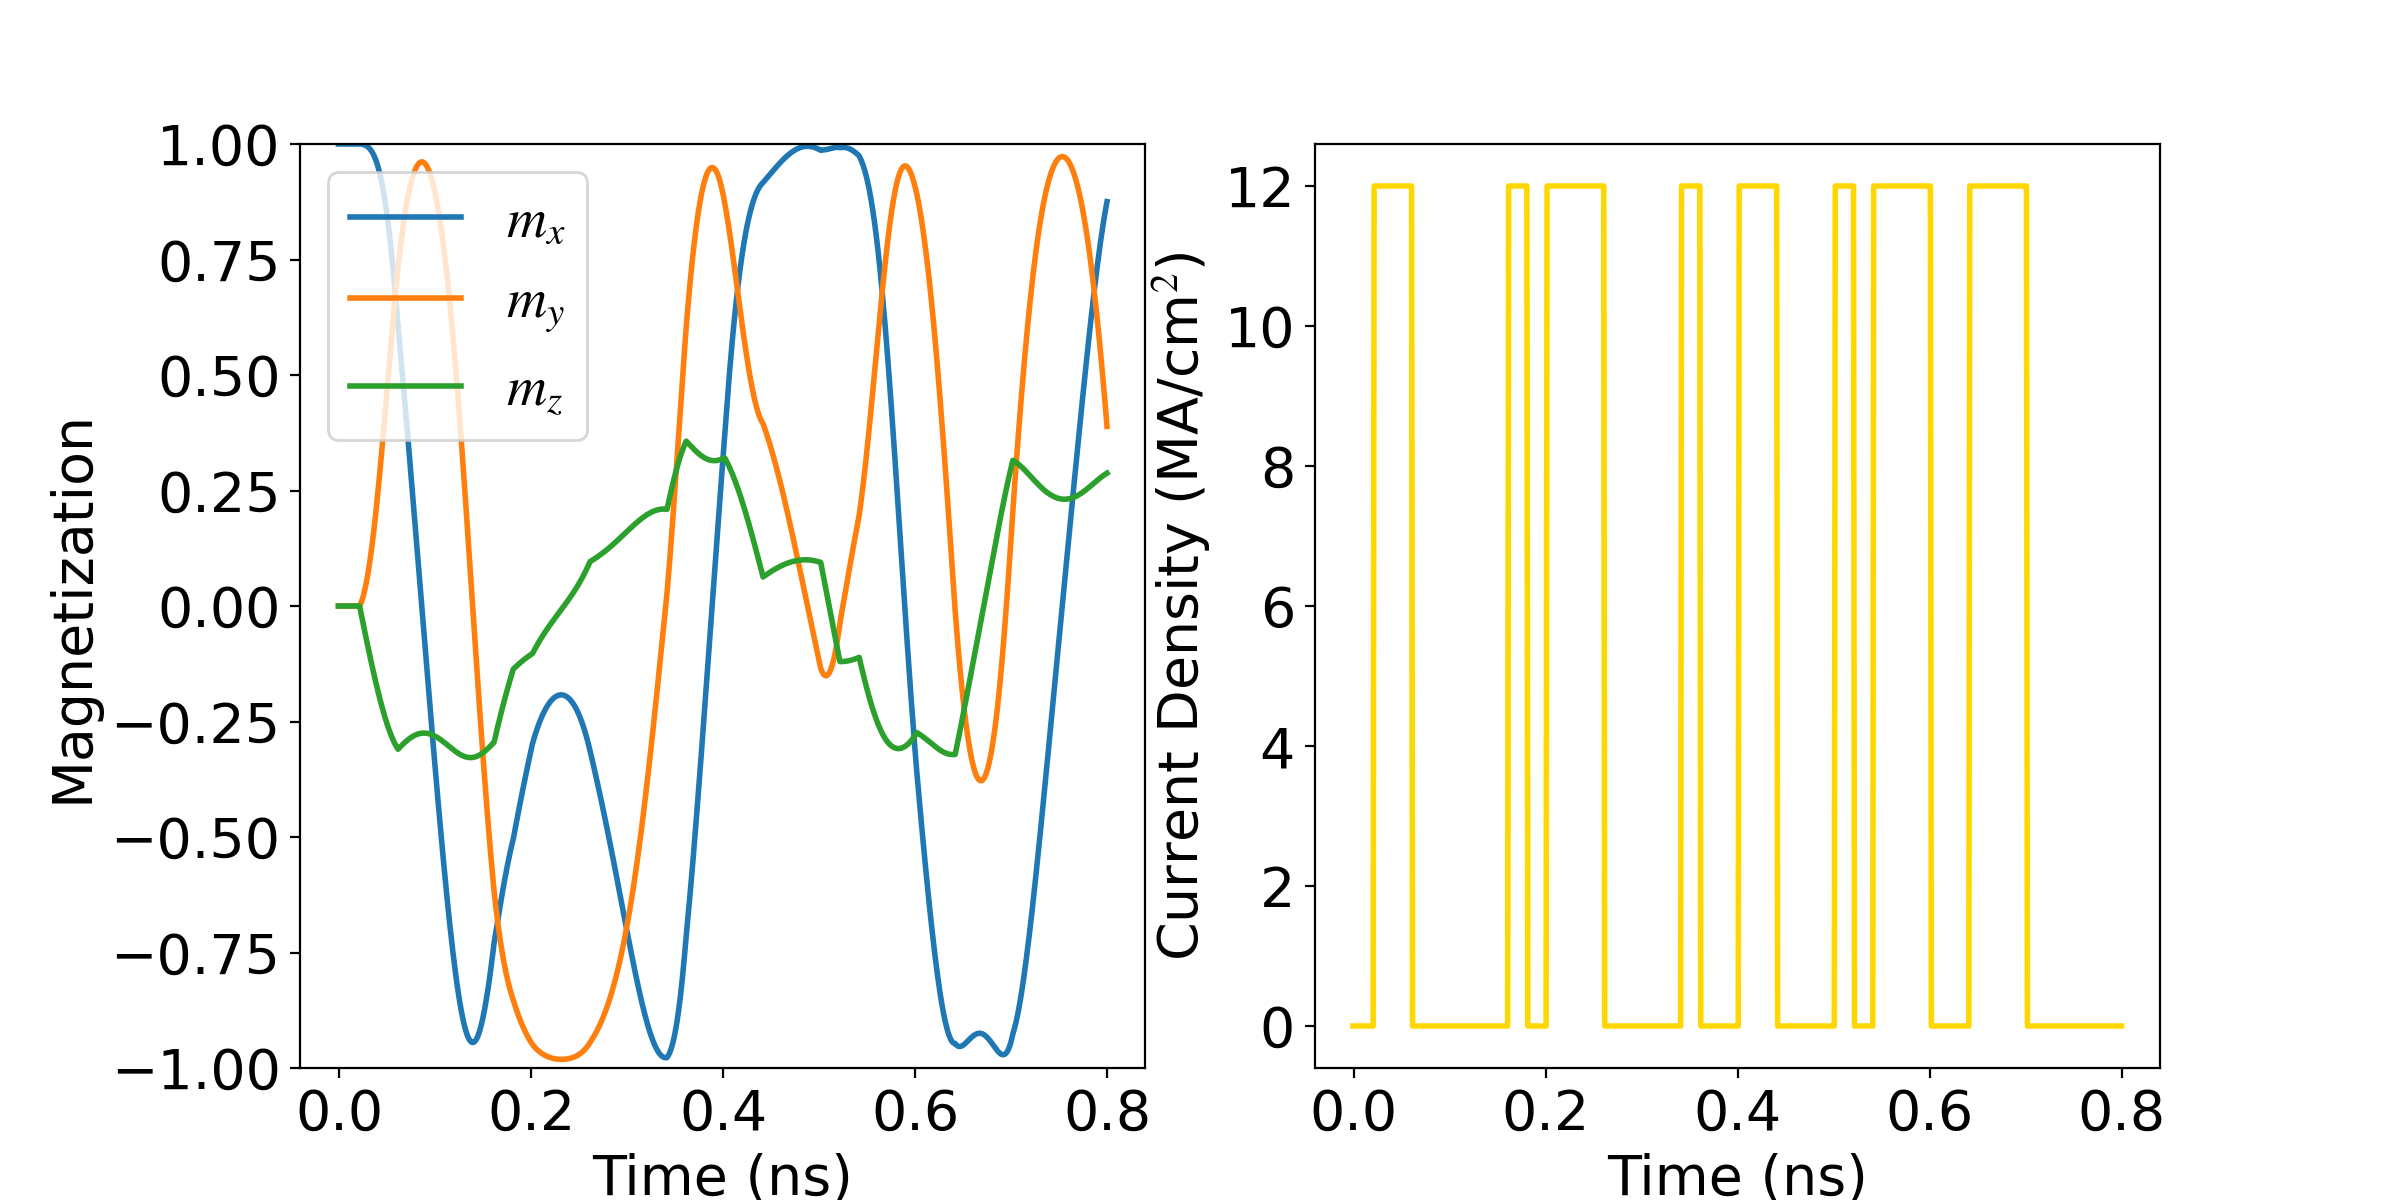 1.00
0.75
0.50
0.25
0.00
−0.25
−0.50
−0.75
−1.00
Magnetization
m_x
m_y
m_z
0.0 0.2 0.4 0.6 0.8
Time (ns)
12
10
8
6
4
2
0
Current Density (MA/cm²)
0.0 0.2 0.4 0.6 0.8
Time (ns)